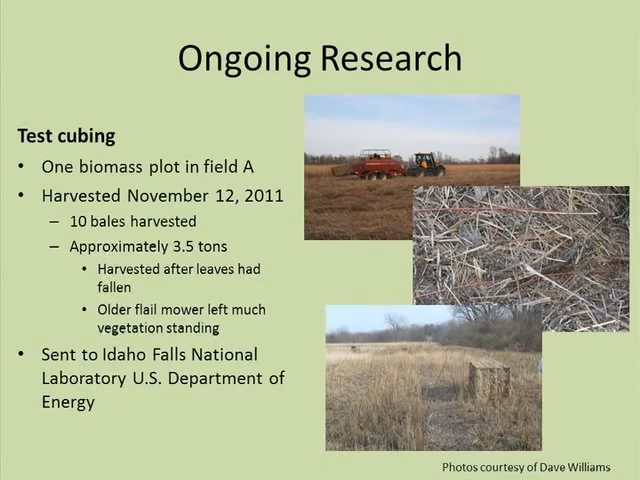 Ongoing Research
Test cubing
• One biomass plot in field A
• Harvested November 12, 2011
– 10 bales harvested
– Approximately 3.5 tons
• Harvested after leaves had
fallen
• Older flail mower left much
vegetation standing
• Sent to Idaho Falls National
Laboratory U.S. Department of
Energy
Photos courtesy of Dave Williams